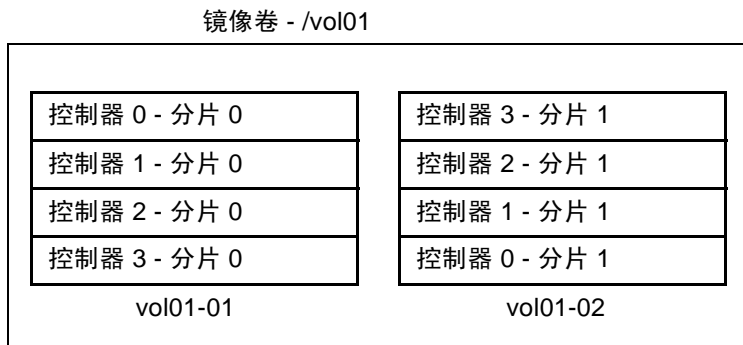 镜像卷 - /vol01
控制器 0 - 分片 0
控制器 1 - 分片 0
控制器 2 - 分片 0
控制器 3 - 分片 0
vol01-01
控制器 3 - 分片 1
控制器 2 - 分片 1
控制器 1 - 分片 1
控制器 0 - 分片 1
vol01-02